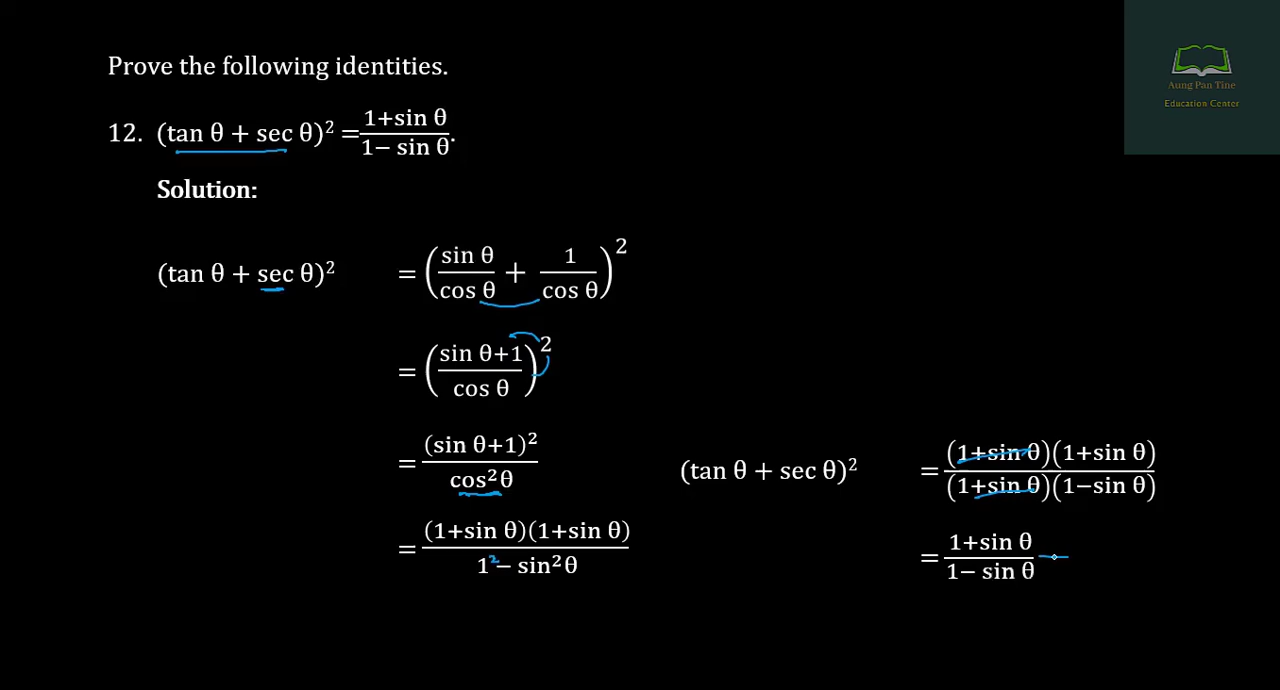 Aung Pan Tine
Education Center
Prove the following identities.
12. (tan θ + sec θ)² = (1+sin θ)/(1− sin θ).
Solution:
(tan θ + sec θ)² = (sin θ/cos θ + 1/cos θ)²
= ((sin θ+1)/cos θ)²
= (sin θ+1)²/cos²θ
= (1+sin θ)(1+sin θ)/(1²− sin²θ)
(tan θ + sec θ)² = (1+sin θ)(1+sin θ)/(1+sin θ)(1−sin θ)
= (1+sin θ)/(1− sin θ)